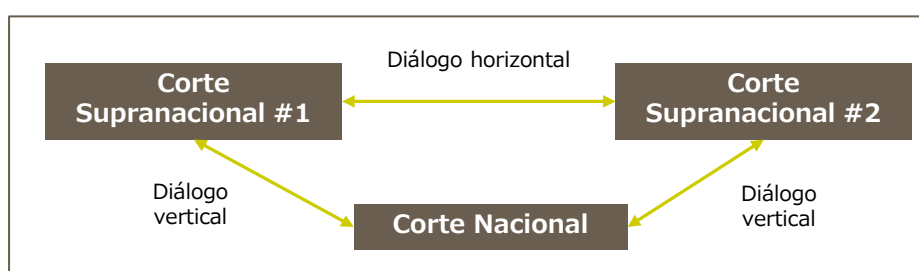 Diálogo horizontal
Corte
Supranacional #1
Corte
Supranacional #2
Diálogo
vertical
Diálogo
vertical
Corte Nacional